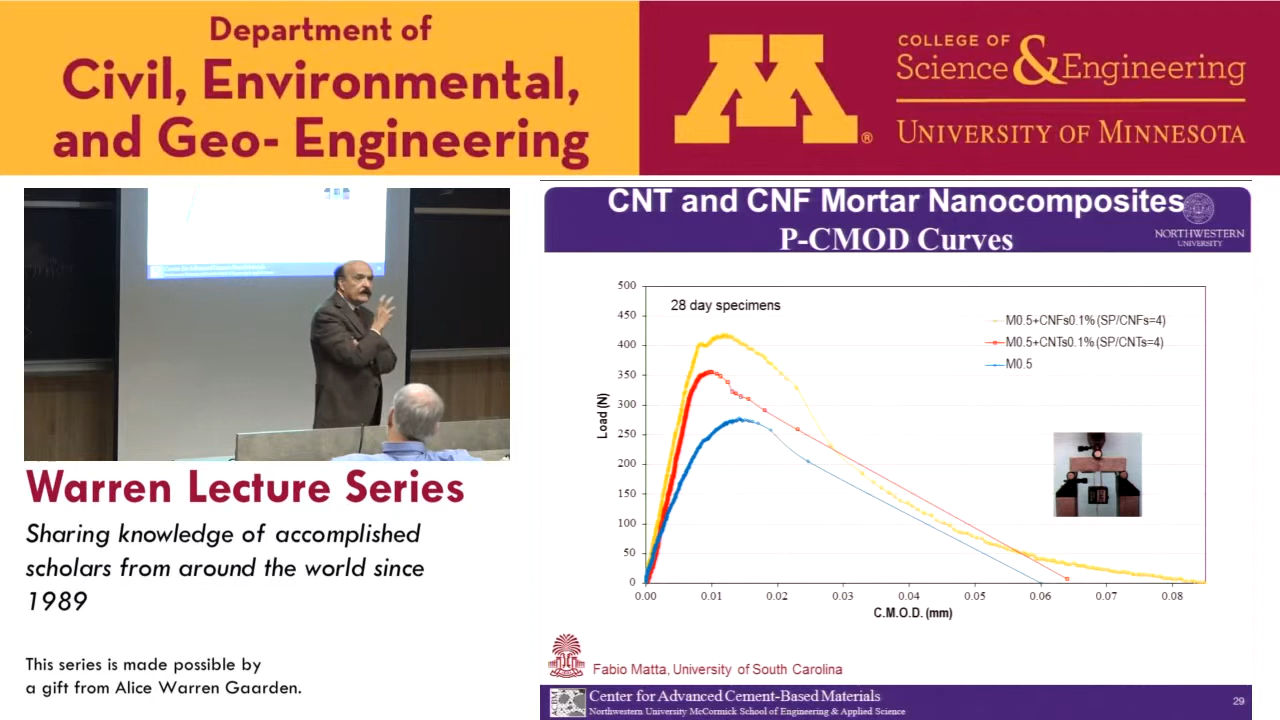 Department of
Civil, Environmental,
and Geo- Engineering
COLLEGE OF
Science & Engineering
UNIVERSITY OF MINNESOTA
M
®
Warren Lecture Series
Sharing knowledge of accomplished
scholars from around the world since
1989
This series is made possible by
a gift from Alice Warren Gaarden.
CNT and CNF Mortar Nanocomposites
P-CMOD Curves
NORTHWESTERN
UNIVERSITY
28 day specimens
M0.5+CNFs0.1% (SP/CNFs=4)
M0.5+CNTs0.1% (SP/CNTs=4)
M0.5
Load (N)
500
450
400
350
300
250
200
150
100
50
0
0.00 0.01 0.02 0.03 0.04 0.05 0.06 0.07 0.08
C.M.O.D. (mm)
Fabio Matta, University of South Carolina
Center for Advanced Cement-Based Materials
Northwestern University McCormick School of Engineering & Applied Science
29